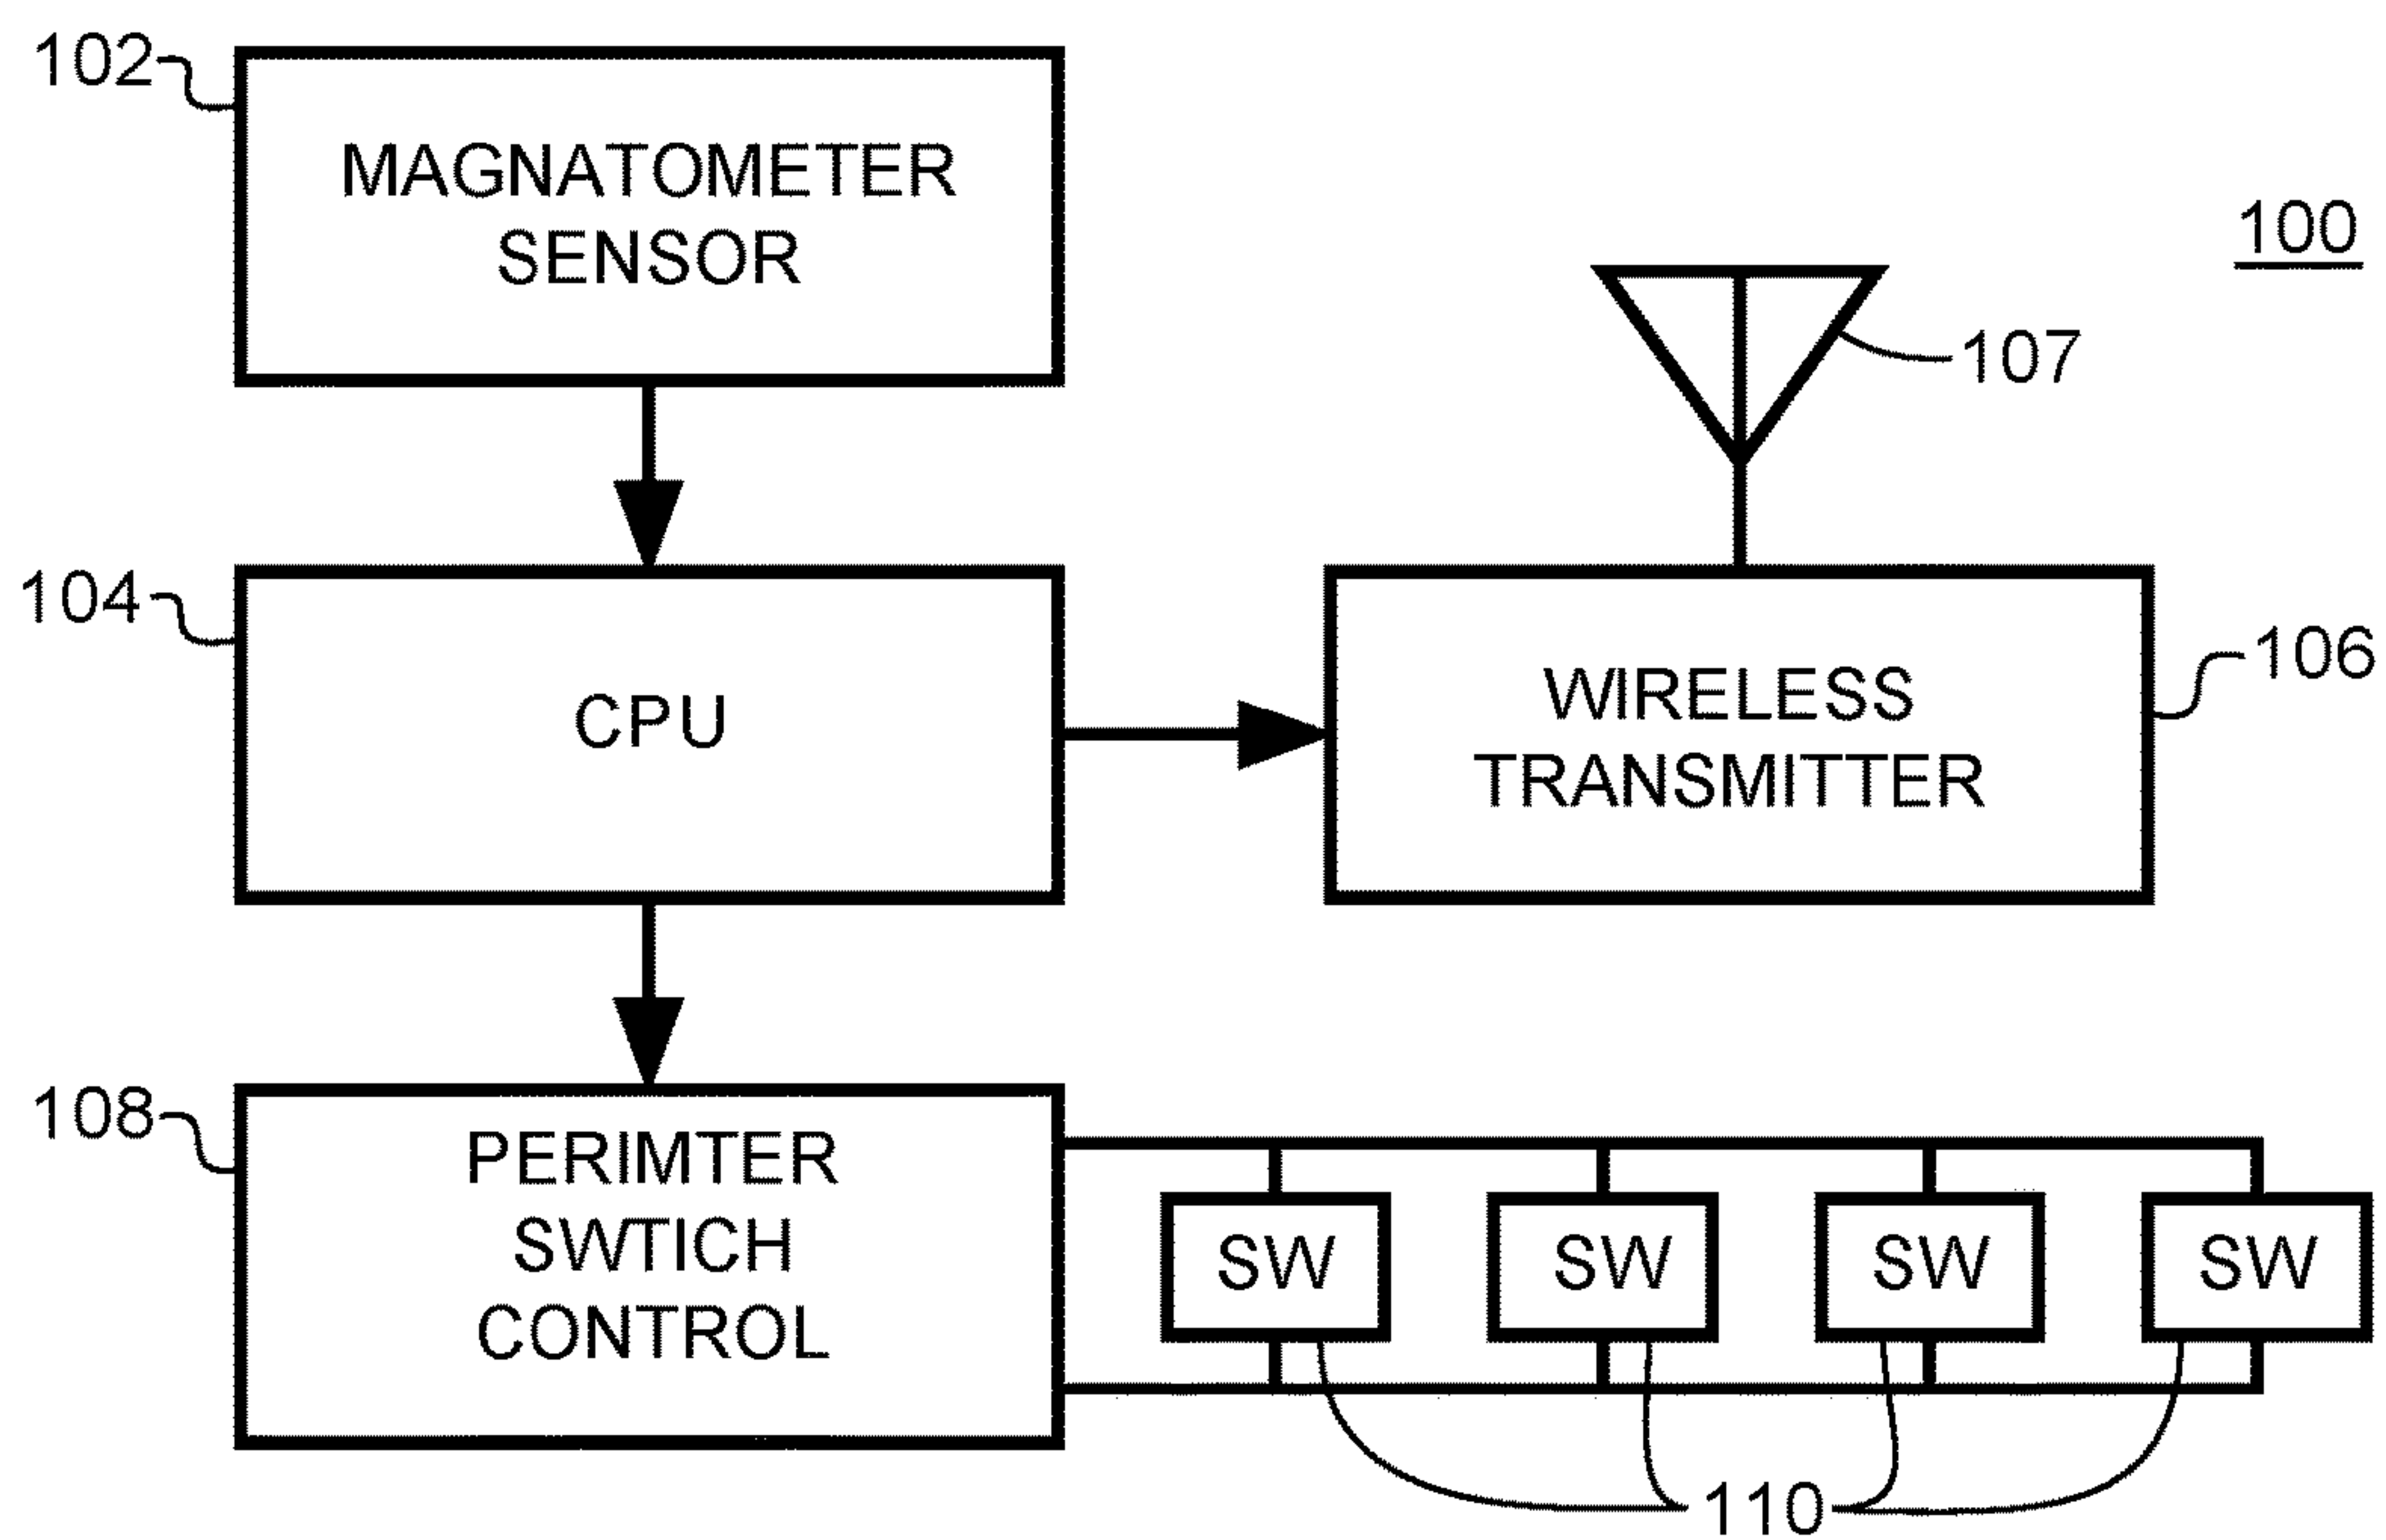 102
MAGNATOMETER
SENSOR
100
107
104
CPU
WIRELESS
TRANSMITTER
106
108
PERIMTER
SWTICH
CONTROL
SW SW SW SW
110